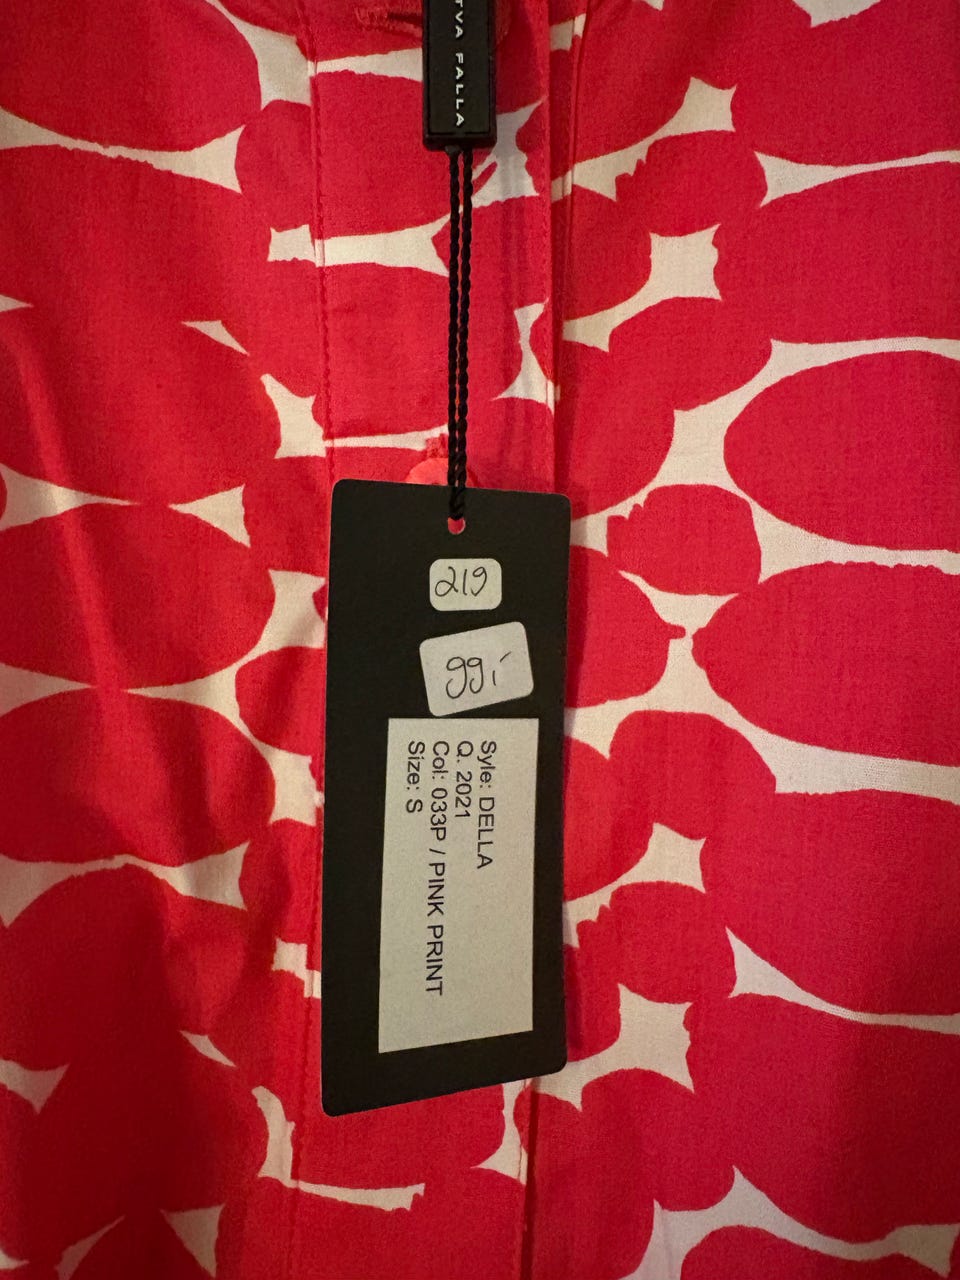 TVA FALLA
219
99:-
Syle: DELLA
Q. 2021
Col: 033P / PINK PRINT
Size: S